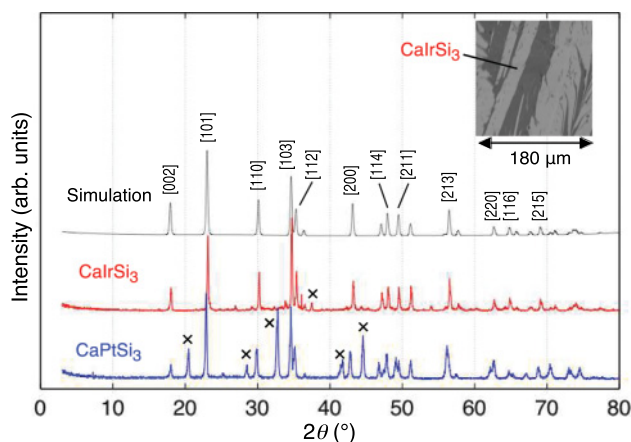 CaIrSi3
180 μm
[002]
[101]
[110]
[103]
[112]
[200]
[114]
[211]
[213]
[220]
[116]
[215]
Simulation
CaIrSi3
×
CaPtSi3
× × × × ×
Intensity (arb. units)
0 10 20 30 40 50 60 70 80
2θ (°)